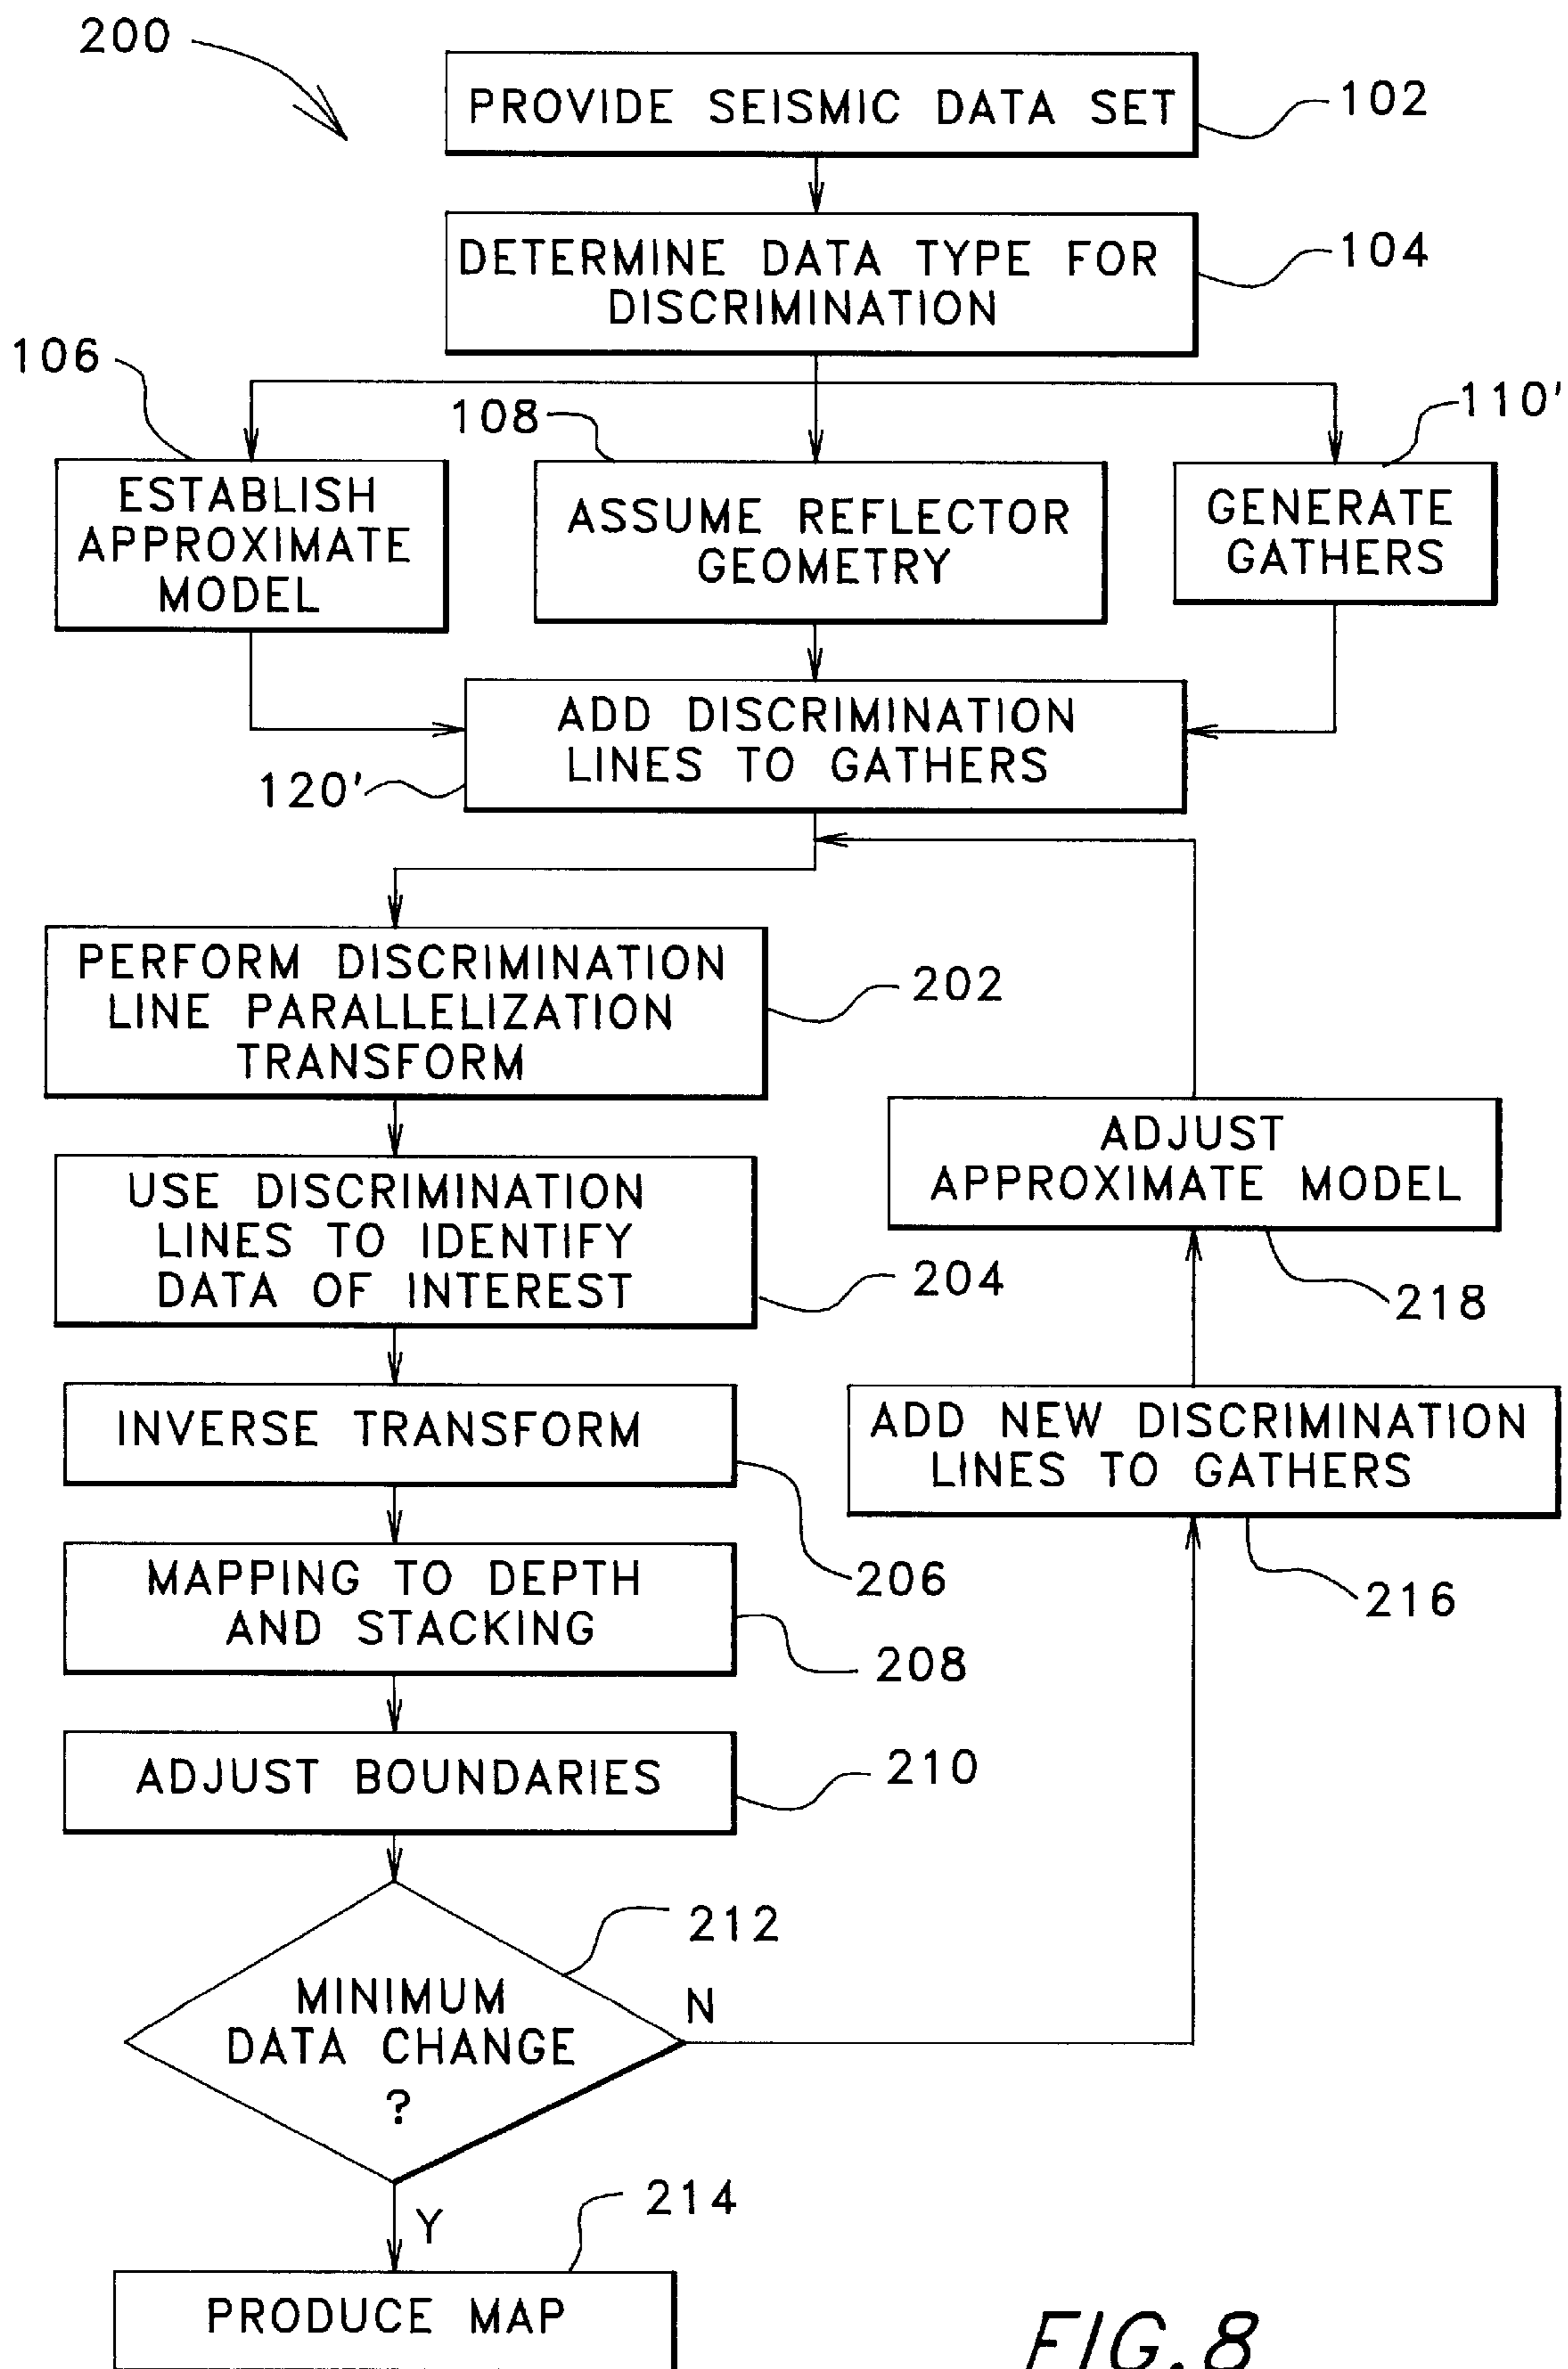 200
PROVIDE SEISMIC DATA SET
102
DETERMINE DATA TYPE FOR
DISCRIMINATION
104
106
108
110'
ESTABLISH
APPROXIMATE
MODEL
ASSUME REFLECTOR
GEOMETRY
GENERATE
GATHERS
ADD DISCRIMINATION
LINES TO GATHERS
120'
PERFORM DISCRIMINATION
LINE PARALLELIZATION
TRANSFORM
202
USE DISCRIMINATION
LINES TO IDENTIFY
DATA OF INTEREST
204
ADJUST
APPROXIMATE MODEL
218
INVERSE TRANSFORM
206
ADD NEW DISCRIMINATION
LINES TO GATHERS
216
MAPPING TO DEPTH
AND STACKING
208
ADJUST BOUNDARIES
210
212
MINIMUM
DATA CHANGE
?
N
Y
214
PRODUCE MAP
FIG.8